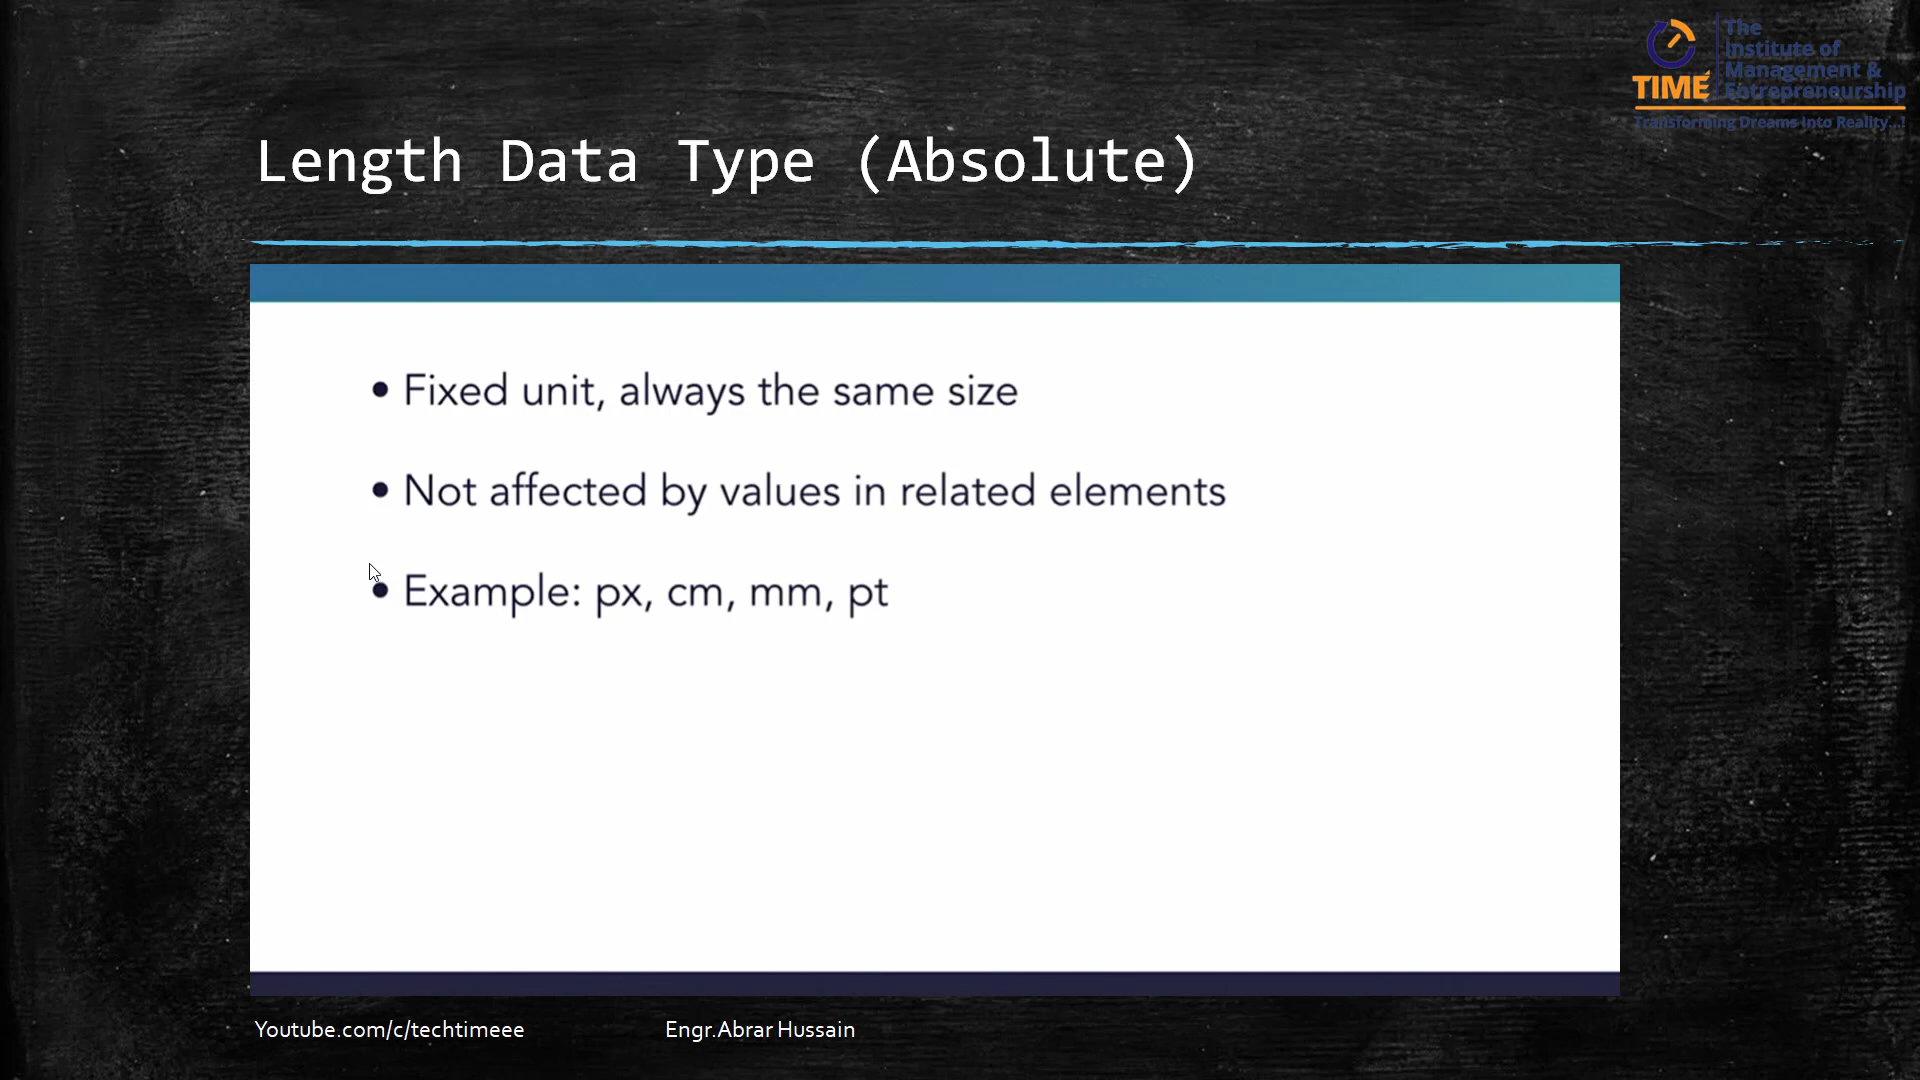 The
Institute of
Management &
Entrepreneurship
TIME
Transforming Dreams Into Reality...!
Length Data Type (Absolute)
• Fixed unit, always the same size
• Not affected by values in related elements
• Example: px, cm, mm, pt
Youtube.com/c/techtimeee
Engr.Abrar Hussain